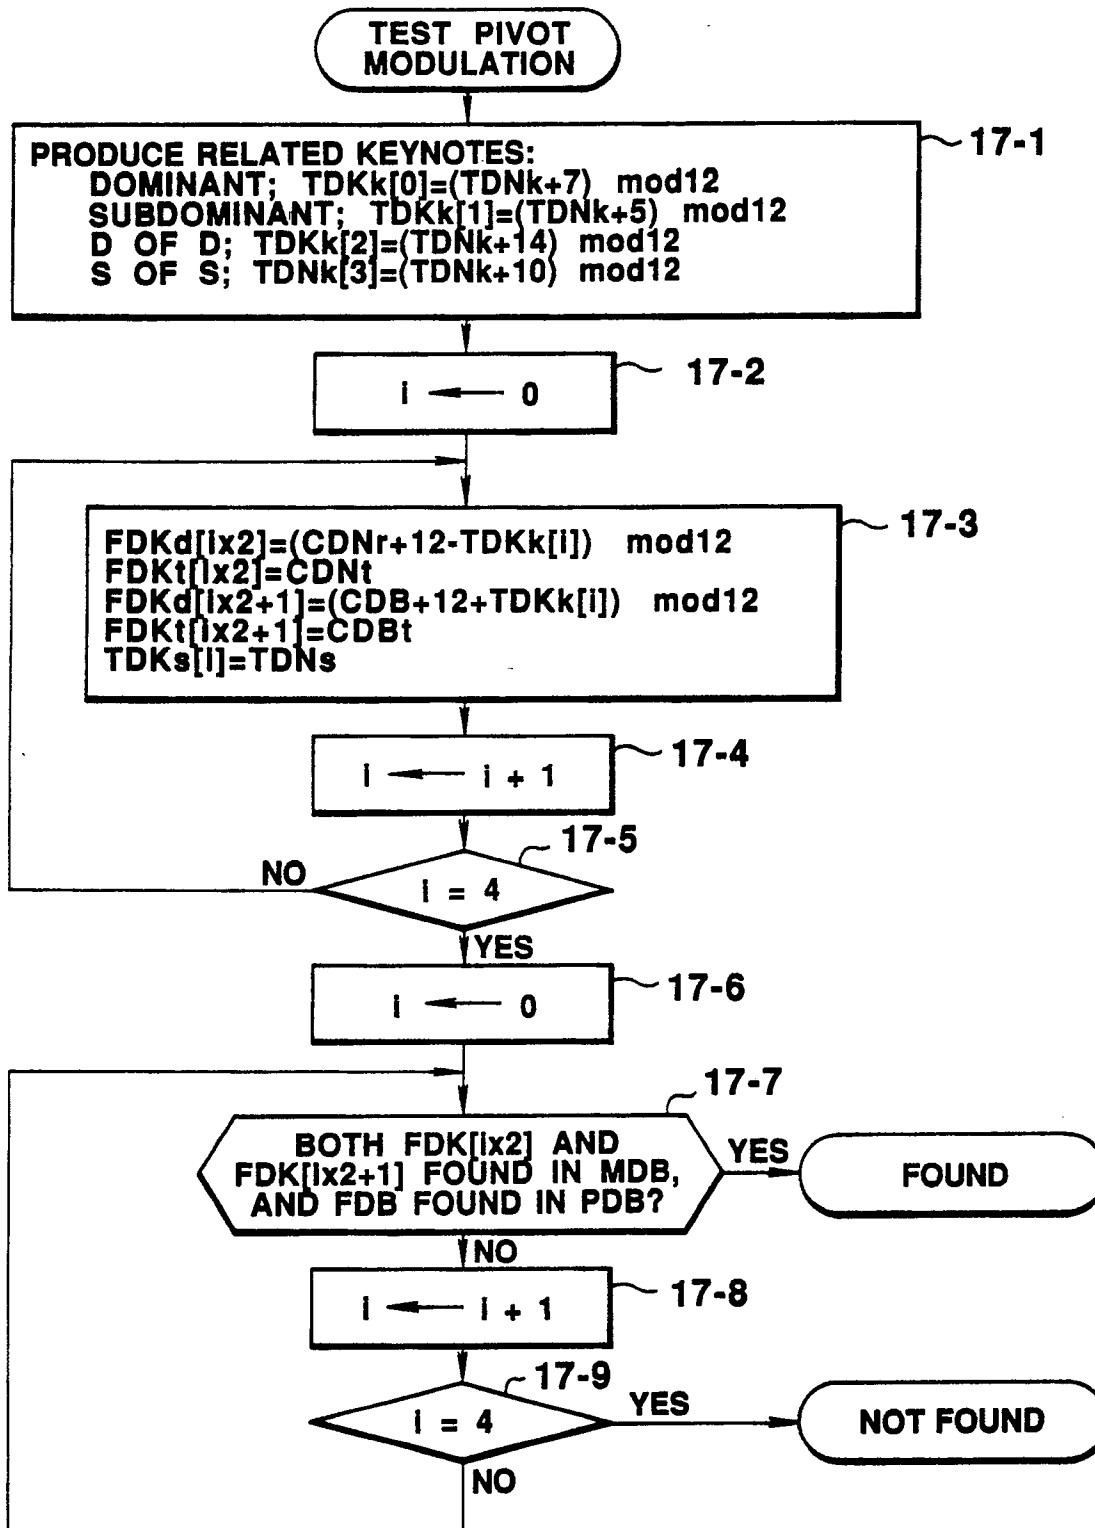 TEST PIVOT
MODULATION
17-1
PRODUCE RELATED KEYNOTES:
DOMINANT; TDKk[0]=(TDNk+7) mod12
SUBDOMINANT; TDKk[1]=(TDNk+5) mod12
D OF D; TDKk[2]=(TDNk+14) mod12
S OF S; TDNk[3]=(TDNk+10) mod12
17-2
i ← 0
17-3
FDKd[ix2]=(CDNr+12-TDKk[i]) mod12
FDKt[ix2]=CDNt
FDKd[ix2+1]=(CDB+12+TDKk[i]) mod12
FDKt[ix2+1]=CDBt
TDKs[i]=TDNs
17-4
i ← i + 1
17-5
NO
i = 4
YES
17-6
i ← 0
17-7
BOTH FDK[ix2] AND
FDK[ix2+1] FOUND IN MDB,
AND FDB FOUND IN PDB?
YES
FOUND
NO
17-8
i ← i + 1
17-9
i = 4
YES
NOT FOUND
NO